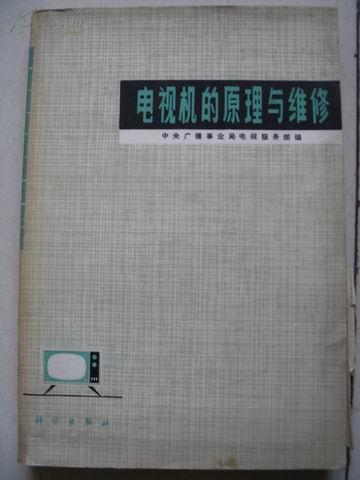 电视机的原理与维修
中央广播事业局电视服务部编
科学出版社